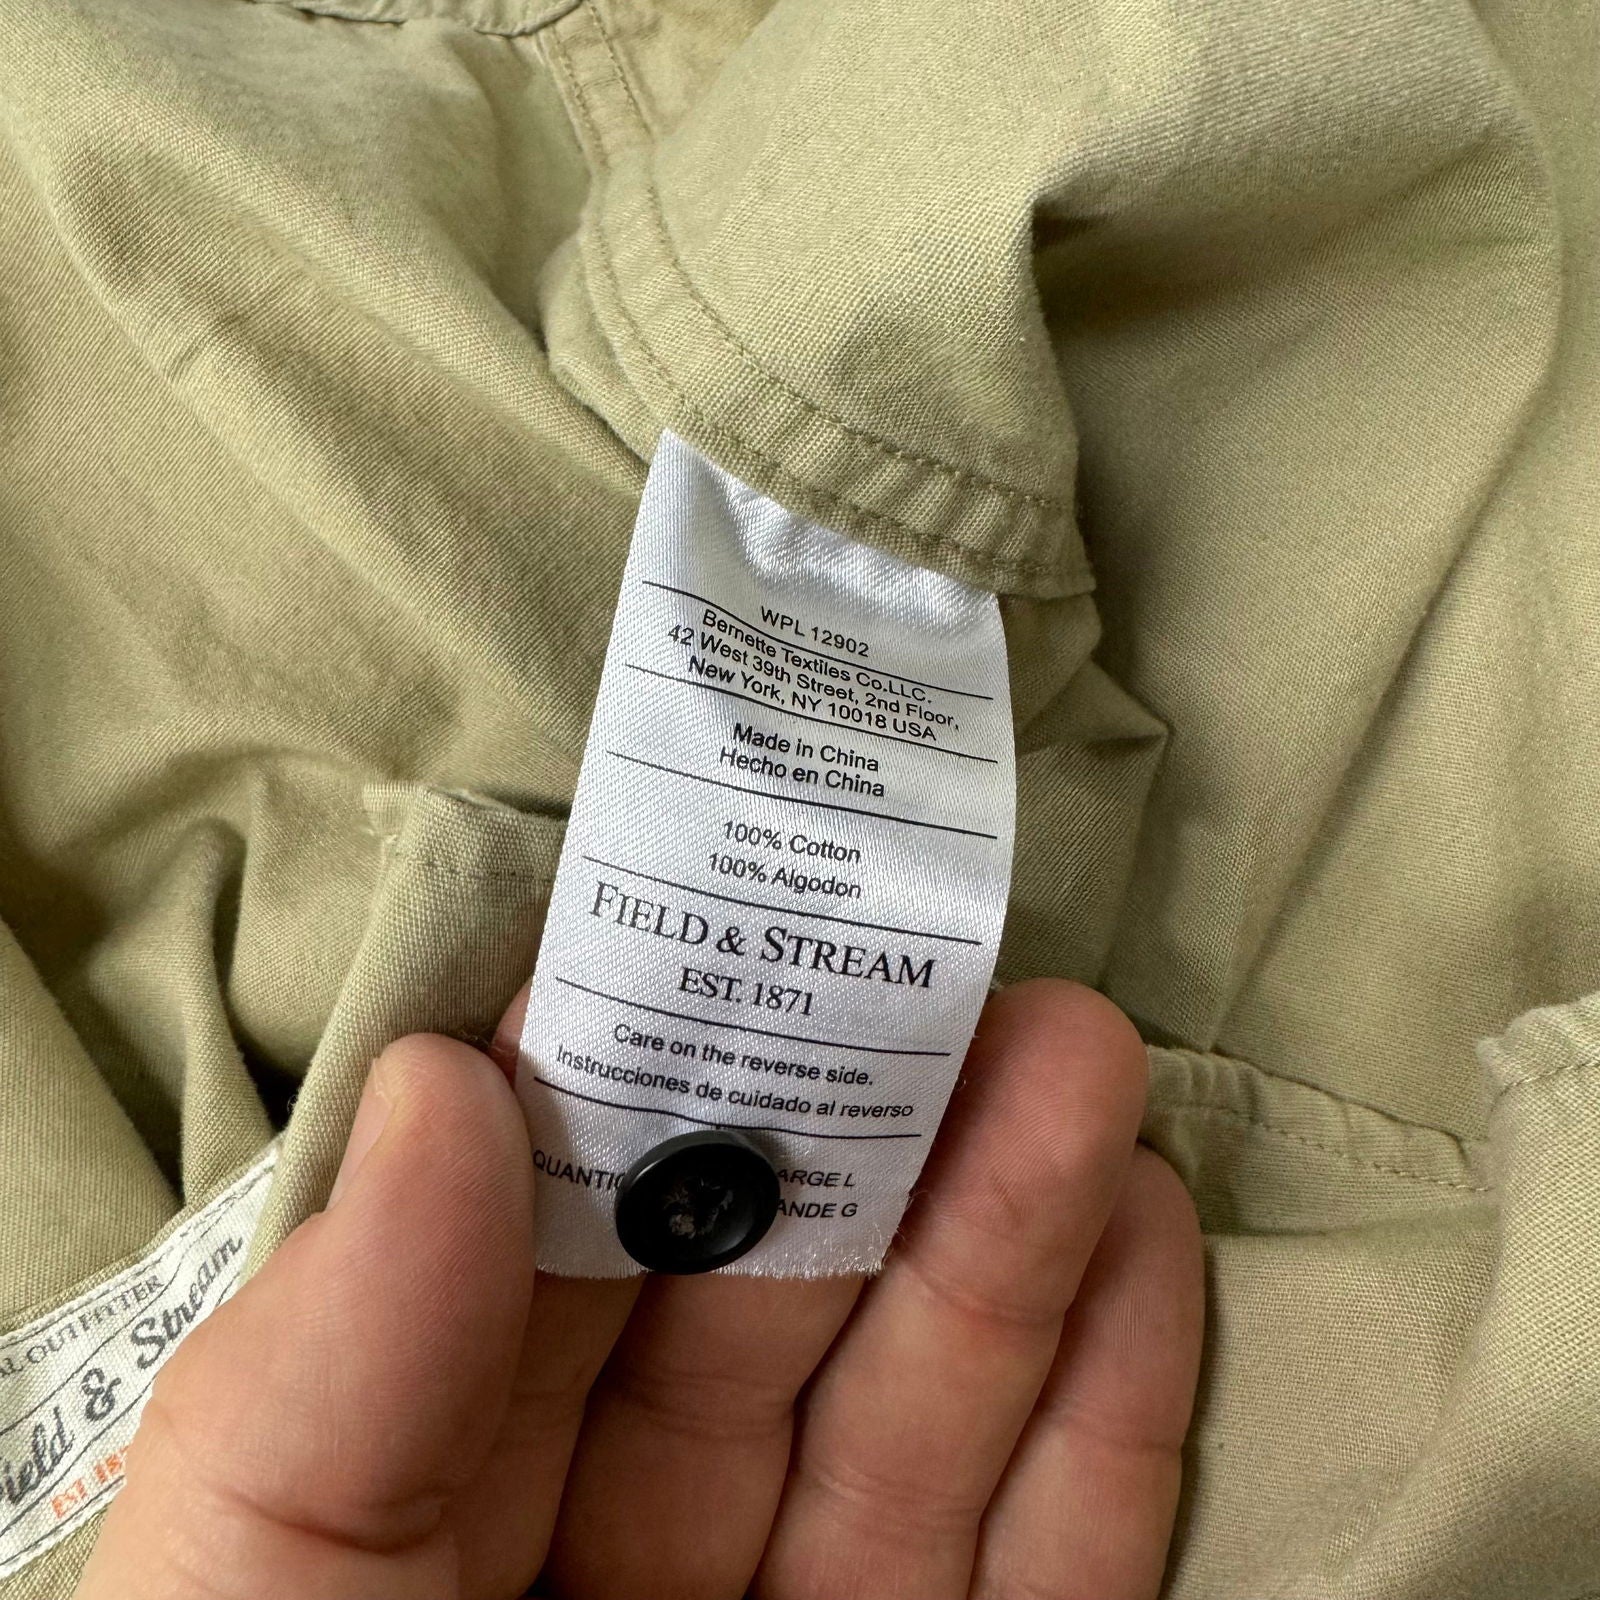 WPL 12902
Bernette Textiles Co.LLC.
42 West 39th Street, 2nd Floor,
New York, NY 10018 USA
Made in China
Hecho en China
100% Cotton
100% Algodon
FIELD & STREAM
EST. 1871
Care on the reverse side.
Instrucciones de cuidado al reverso
L
ANDE G
Field & Stream
EST